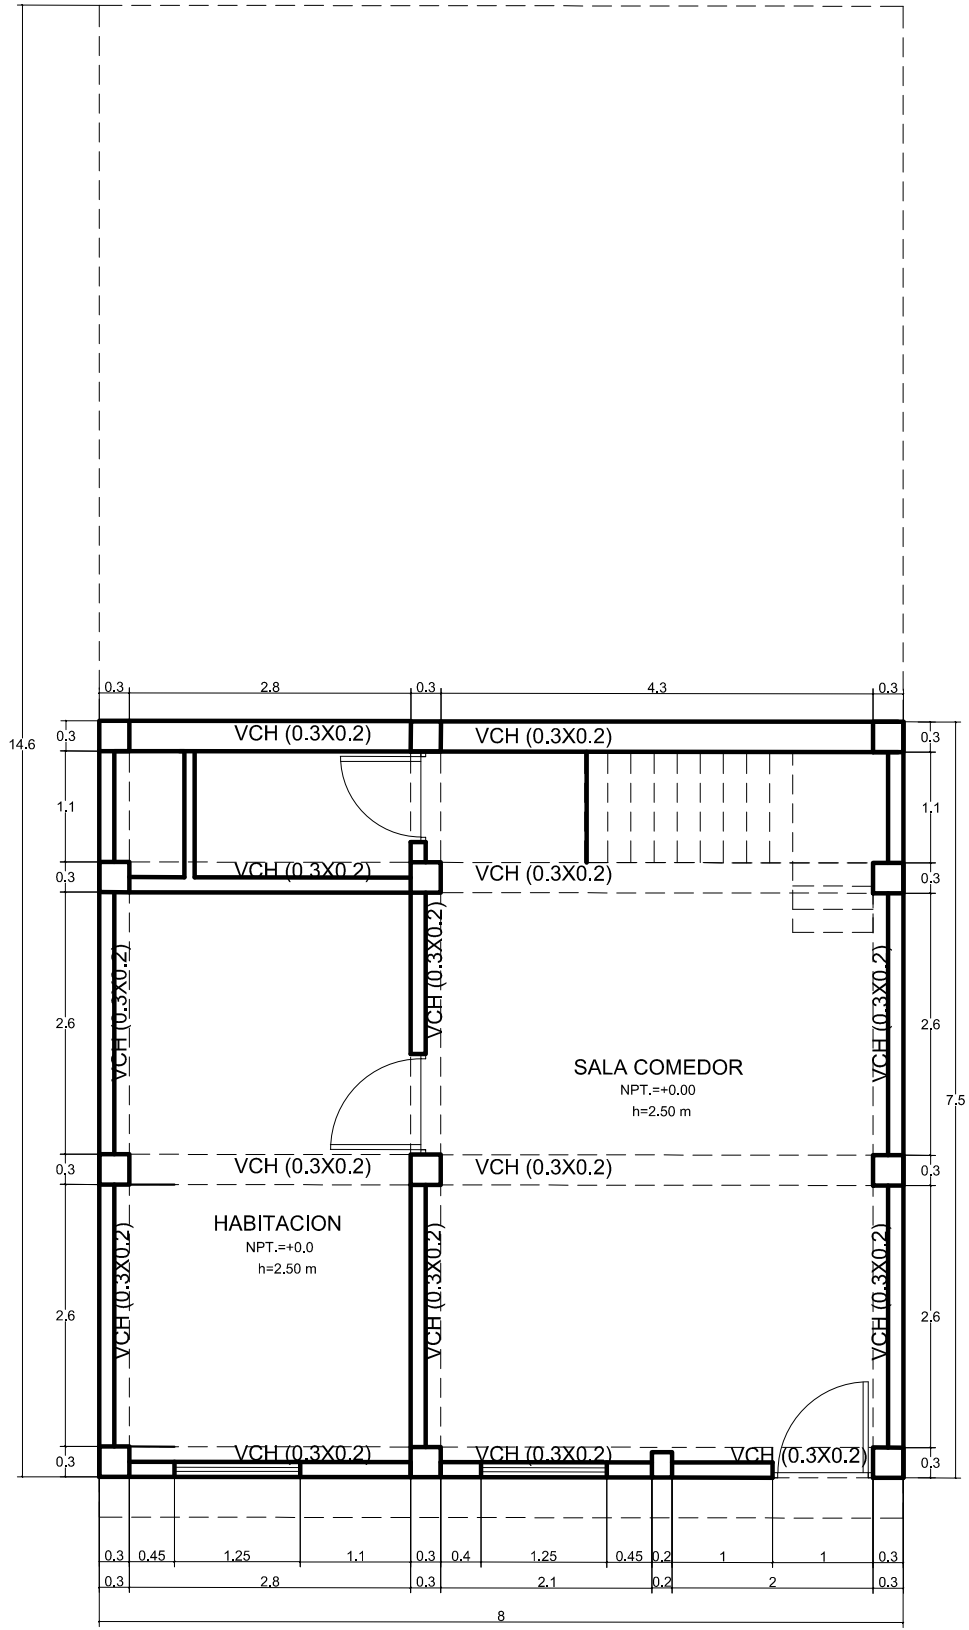 0.3 2.8 0.3 4.3 0.3
VCH (0.3X0.2) VCH (0.3X0.2)
0.3 0.3
14.6
1.1 1.1
VCH (0.3X0.2) VCH (0.3X0.2)
0.3 0.3
VCH (0.3X0.2) VCH (0.3X0.2) VCH (0.3X0.2)
2.6 2.6
SALA COMEDOR
NPT.=+0.00
h=2.50 m
7.5
VCH (0.3X0.2) VCH (0.3X0.2)
0.3 0.3
HABITACION
NPT.=+0.0
h=2.50 m
VCH (0.3X0.2) VCH (0.3X0.2) VCH (0.3X0.2)
2.6 2.6
VCH (0.3X0.2) VCH (0.3X0.2) VCH (0.3X0.2)
0.3 0.3
0.3 0.45 1.25 1.1 0.3 0.4 1.25 0.45 0.2 1 1 0.3
0.3 2.8 0.3 2.1 0.2 2 0.3
8